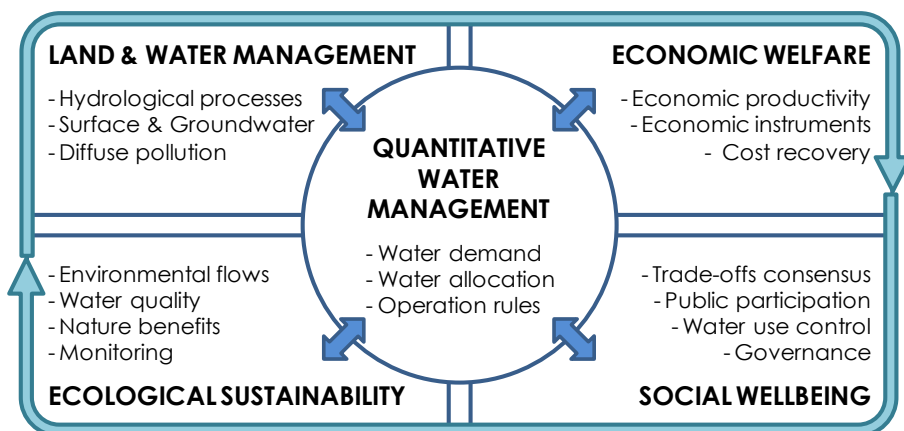 LAND & WATER MANAGEMENT
- Hydrological processes
- Surface & Groundwater
- Diffuse pollution
ECONOMIC WELFARE
- Economic productivity
- Economic instruments
- Cost recovery
QUANTITATIVE
WATER
MANAGEMENT
- Water demand
- Water allocation
- Operation rules
- Environmental flows
- Water quality
- Nature benefits
- Monitoring
ECOLOGICAL SUSTAINABILITY
- Trade-offs consensus
- Public participation
- Water use control
- Governance
SOCIAL WELLBEING